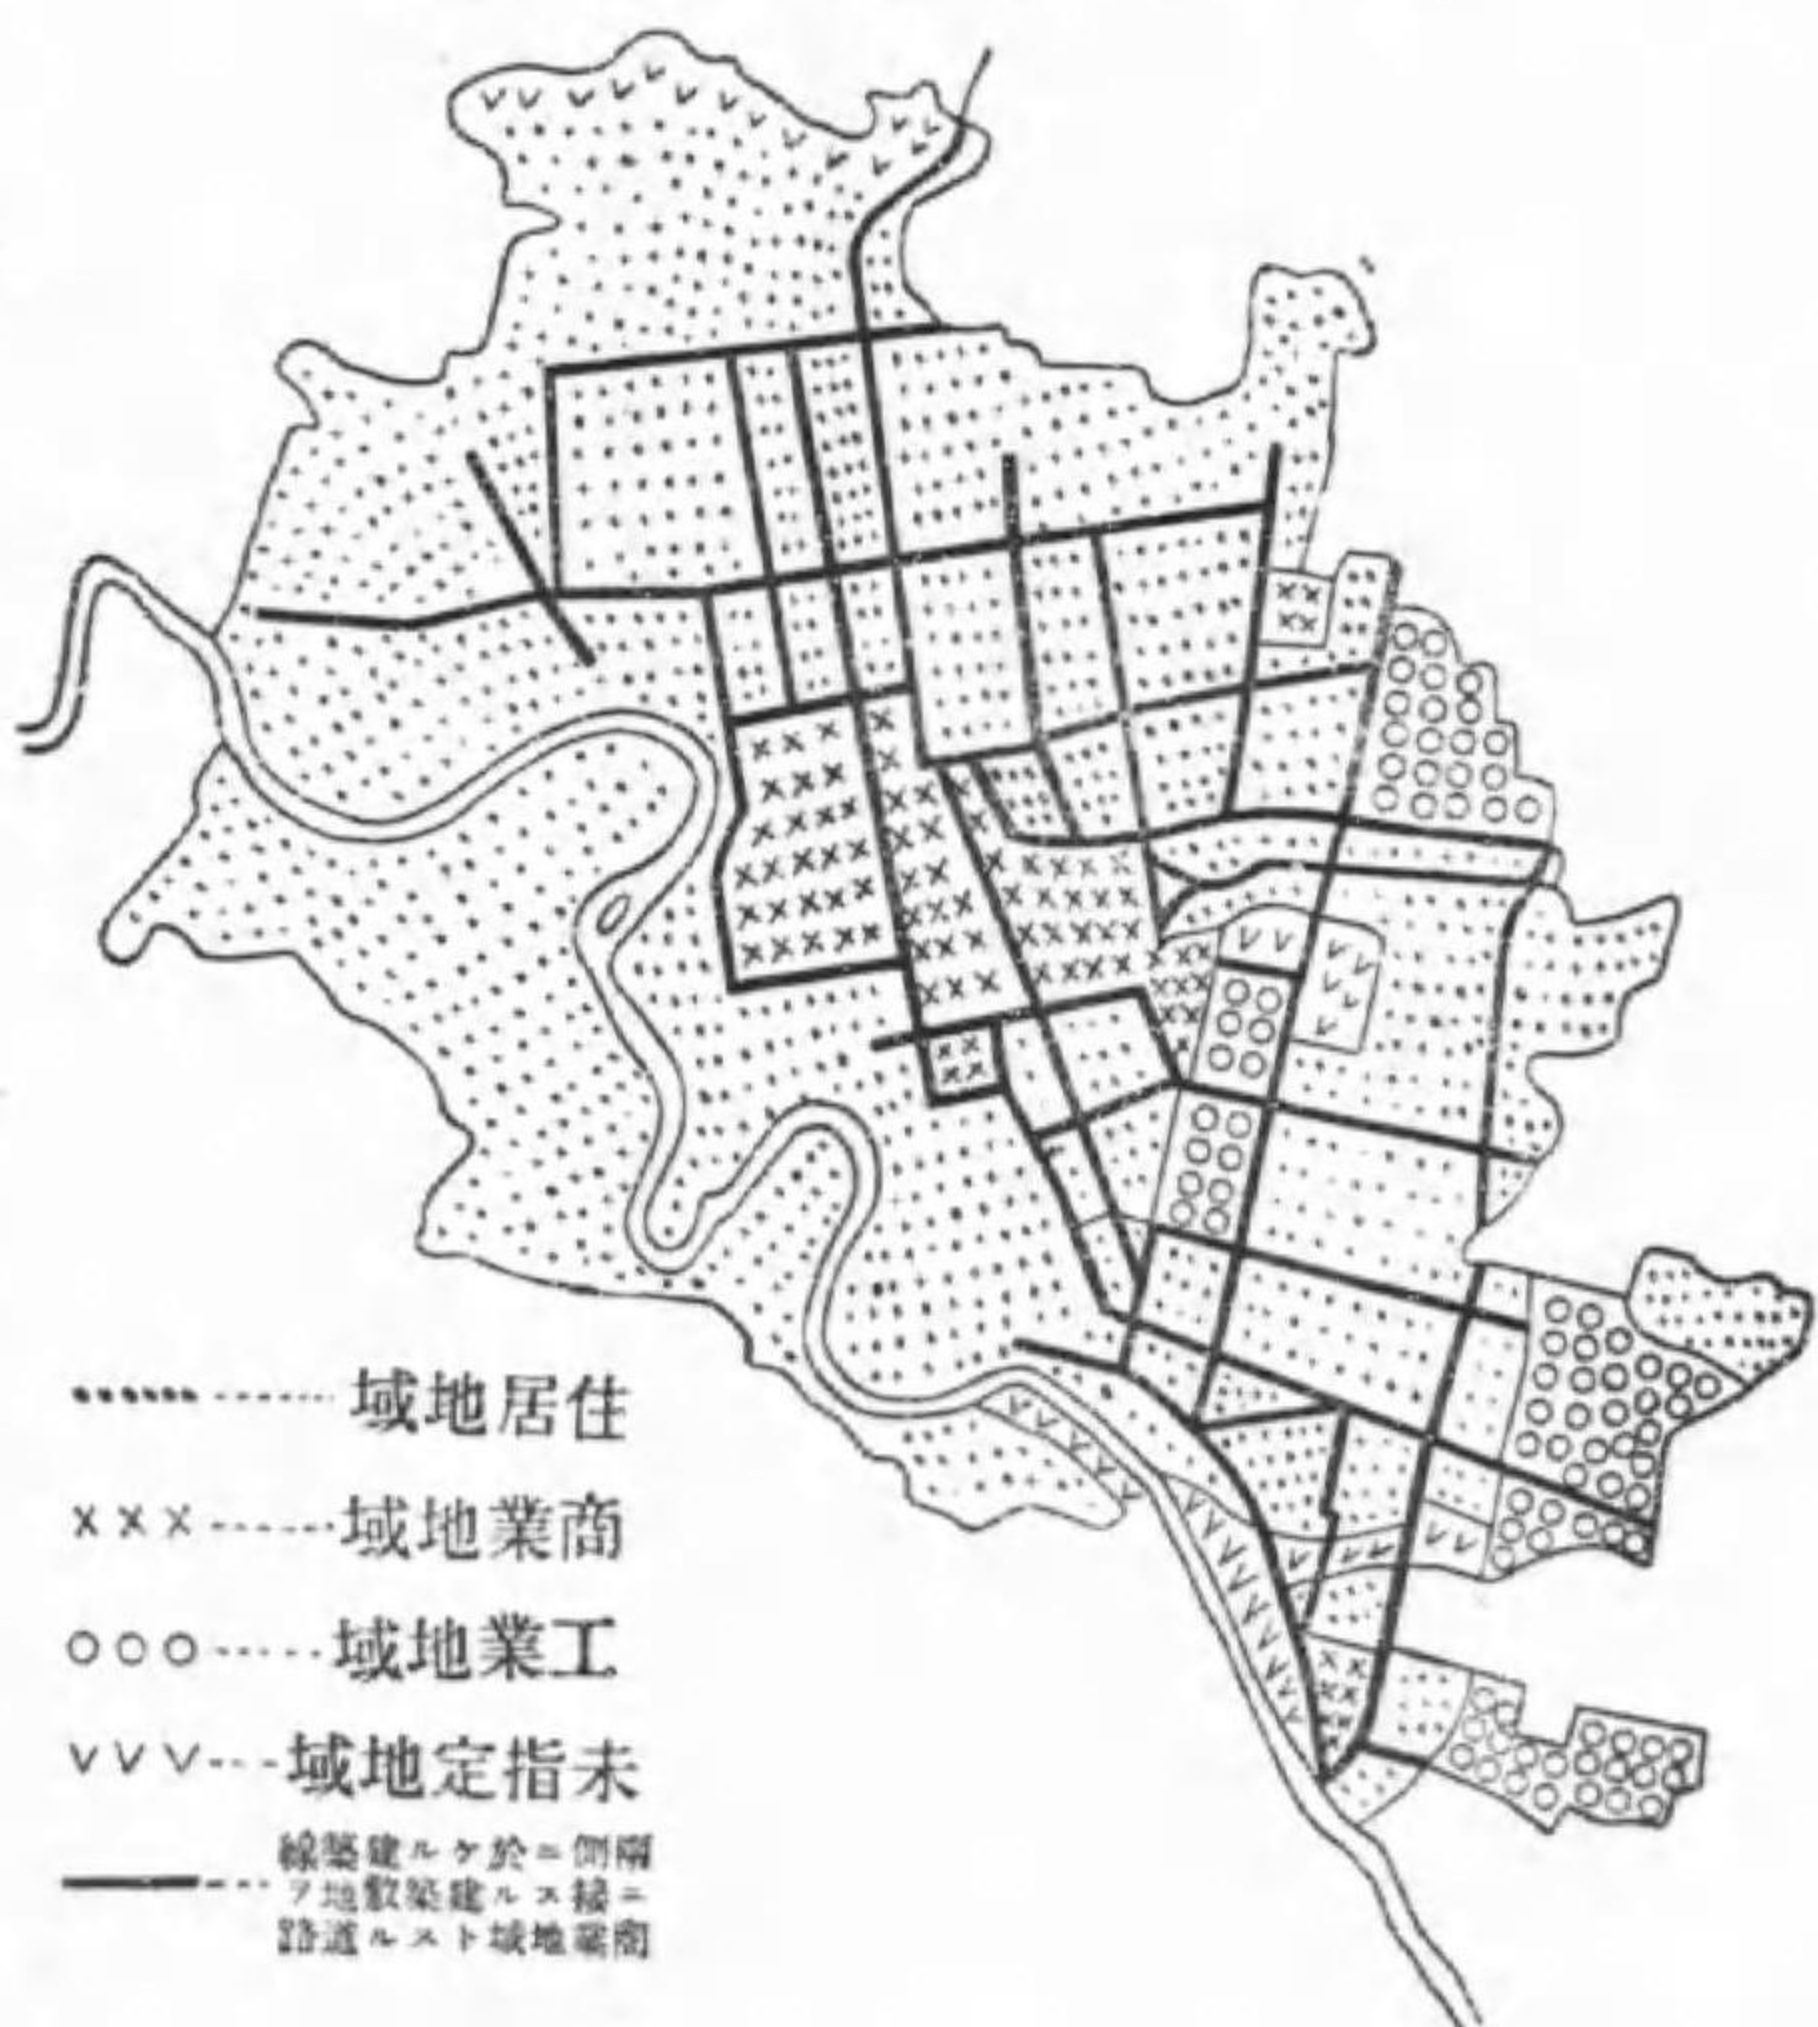 住居地域
商業地域
工業地域
未指定地域
兩側ニ於ケル建築線
ニ接スル建築敷地ヲ
商業地域トスル道路